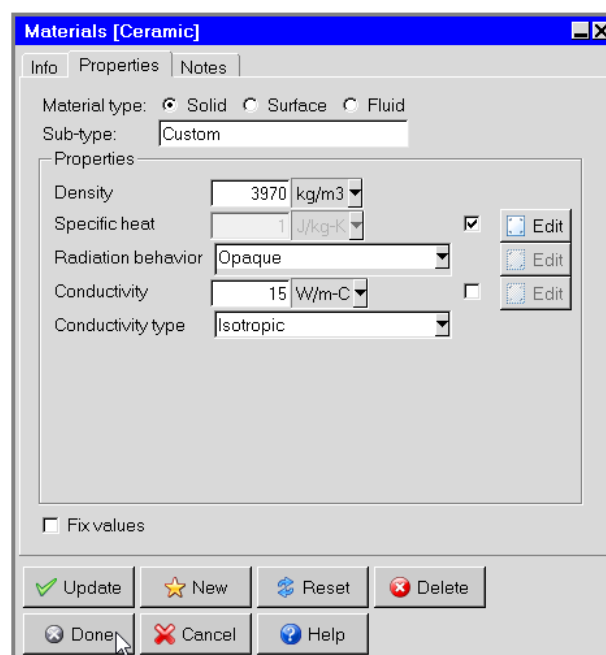 Materials [Ceramic]
Info Properties Notes
Material type: Solid Surface Fluid
Sub-type: Custom
Properties
Density 3970 kg/m3
Specific heat 1 J/kg-K Edit
Radiation behavior Opaque Edit
Conductivity 15 W/m-C Edit
Conductivity type Isotropic
Fix values
Update New Reset Delete
Done Cancel Help